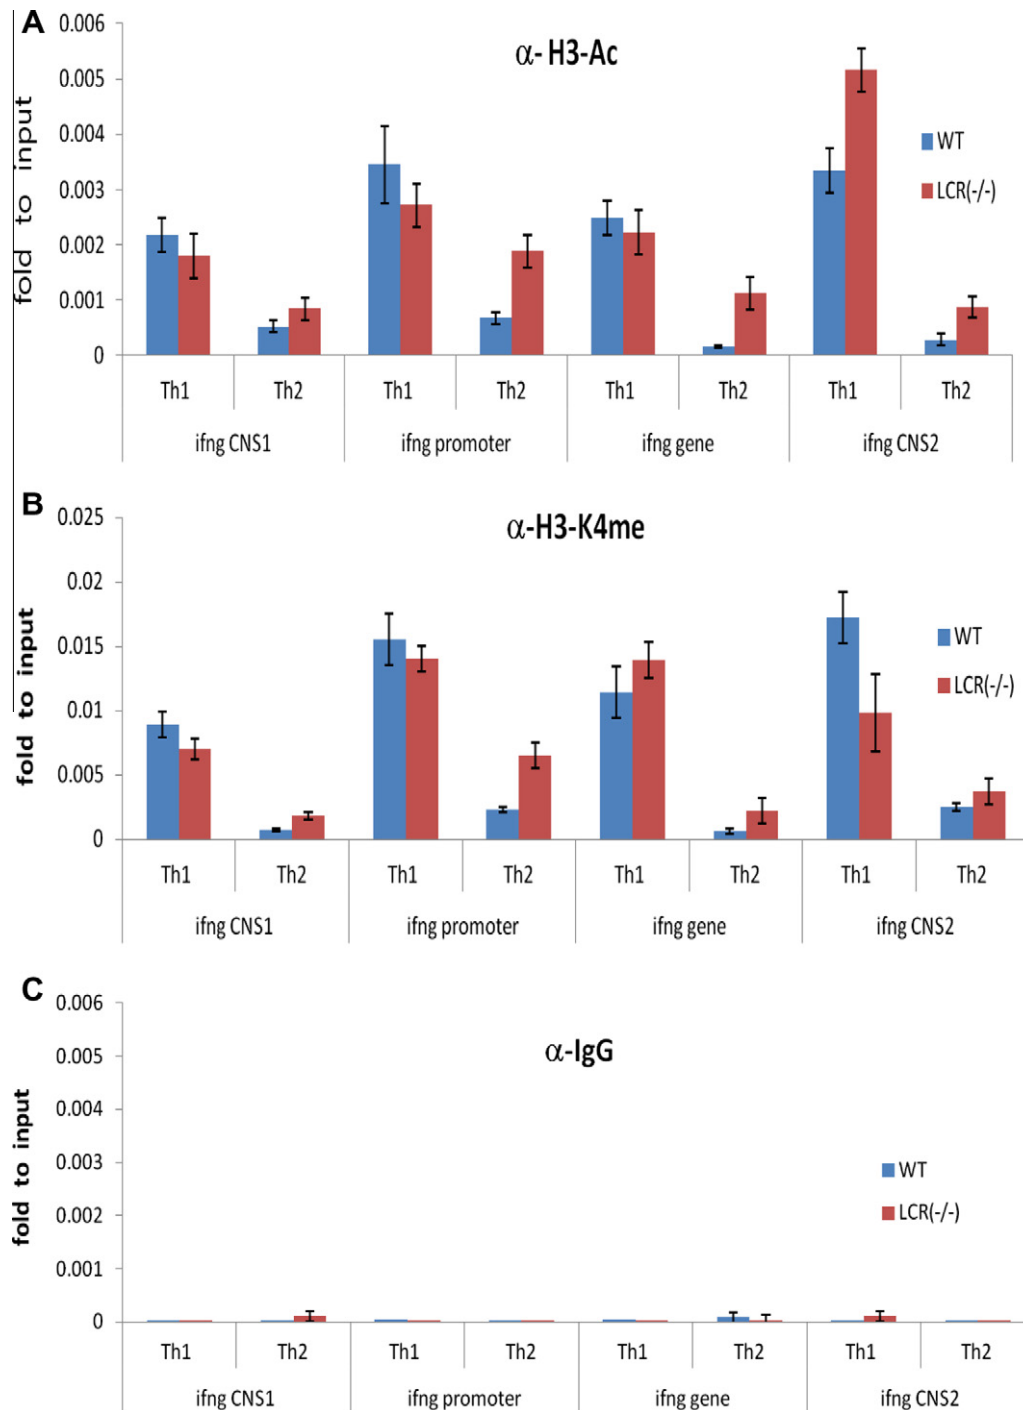 A
α- H3-Ac
fold to input
0.006
0.005
0.004
0.003
0.002
0.001
0
WT
LCR(-/-)
Th1 Th2 Th1 Th2 Th1 Th2 Th1 Th2
ifng CNS1 ifng promoter ifng gene ifng CNS2
B
α-H3-K4me
fold to input
0.025
0.02
0.015
0.01
0.005
0
WT
LCR(-/-)
Th1 Th2 Th1 Th2 Th1 Th2 Th1 Th2
ifng CNS1 ifng promoter ifng gene ifng CNS2
C
α-IgG
fold to input
0.006
0.005
0.004
0.003
0.002
0.001
0
WT
LCR(-/-)
Th1 Th2 Th1 Th2 Th1 Th2 Th1 Th2
ifng CNS1 ifng promoter ifng gene ifng CNS2